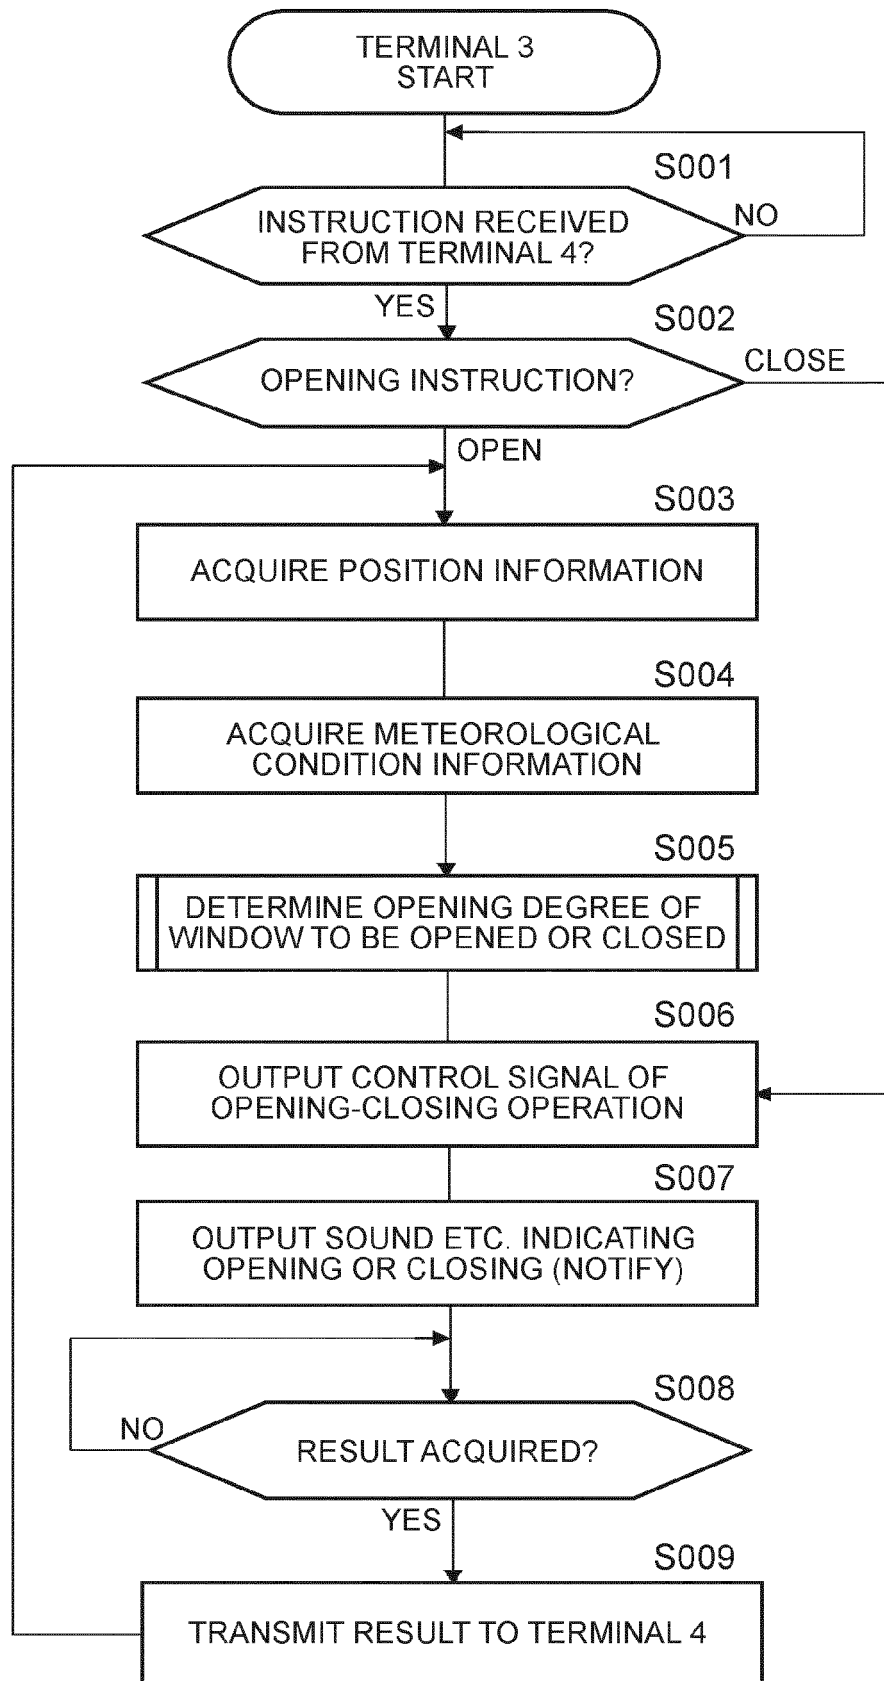 TERMINAL 3
START
S001
INSTRUCTION RECEIVED
FROM TERMINAL 4?
NO
YES
S002
OPENING INSTRUCTION?
CLOSE
OPEN
S003
ACQUIRE POSITION INFORMATION
S004
ACQUIRE METEOROLOGICAL
CONDITION INFORMATION
S005
DETERMINE OPENING DEGREE OF
WINDOW TO BE OPENED OR CLOSED
S006
OUTPUT CONTROL SIGNAL OF
OPENING-CLOSING OPERATION
S007
OUTPUT SOUND ETC. INDICATING
OPENING OR CLOSING (NOTIFY)
S008
NO
RESULT ACQUIRED?
YES
S009
TRANSMIT RESULT TO TERMINAL 4